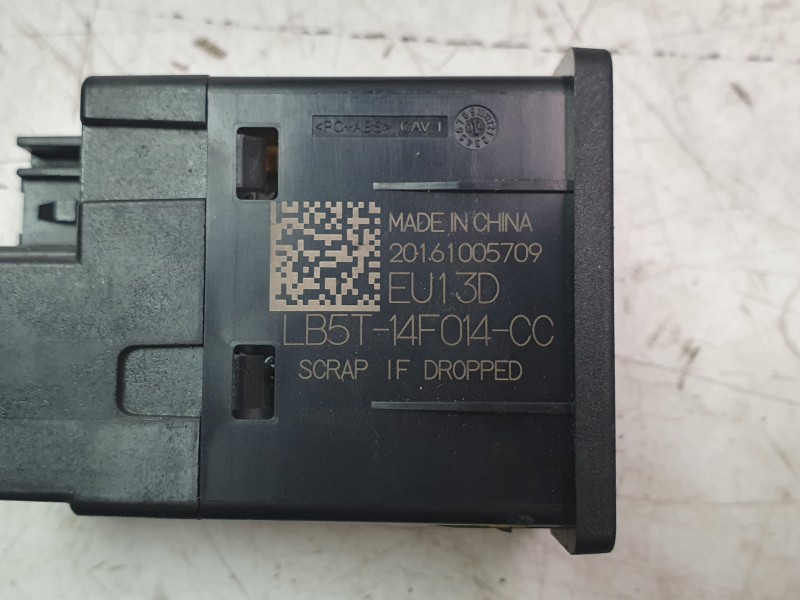 >PC+ABS< CAV.1
MADE IN CHINA
20161005709
EU13D
LB5T-14F014-CC
SCRAP IF DROPPED